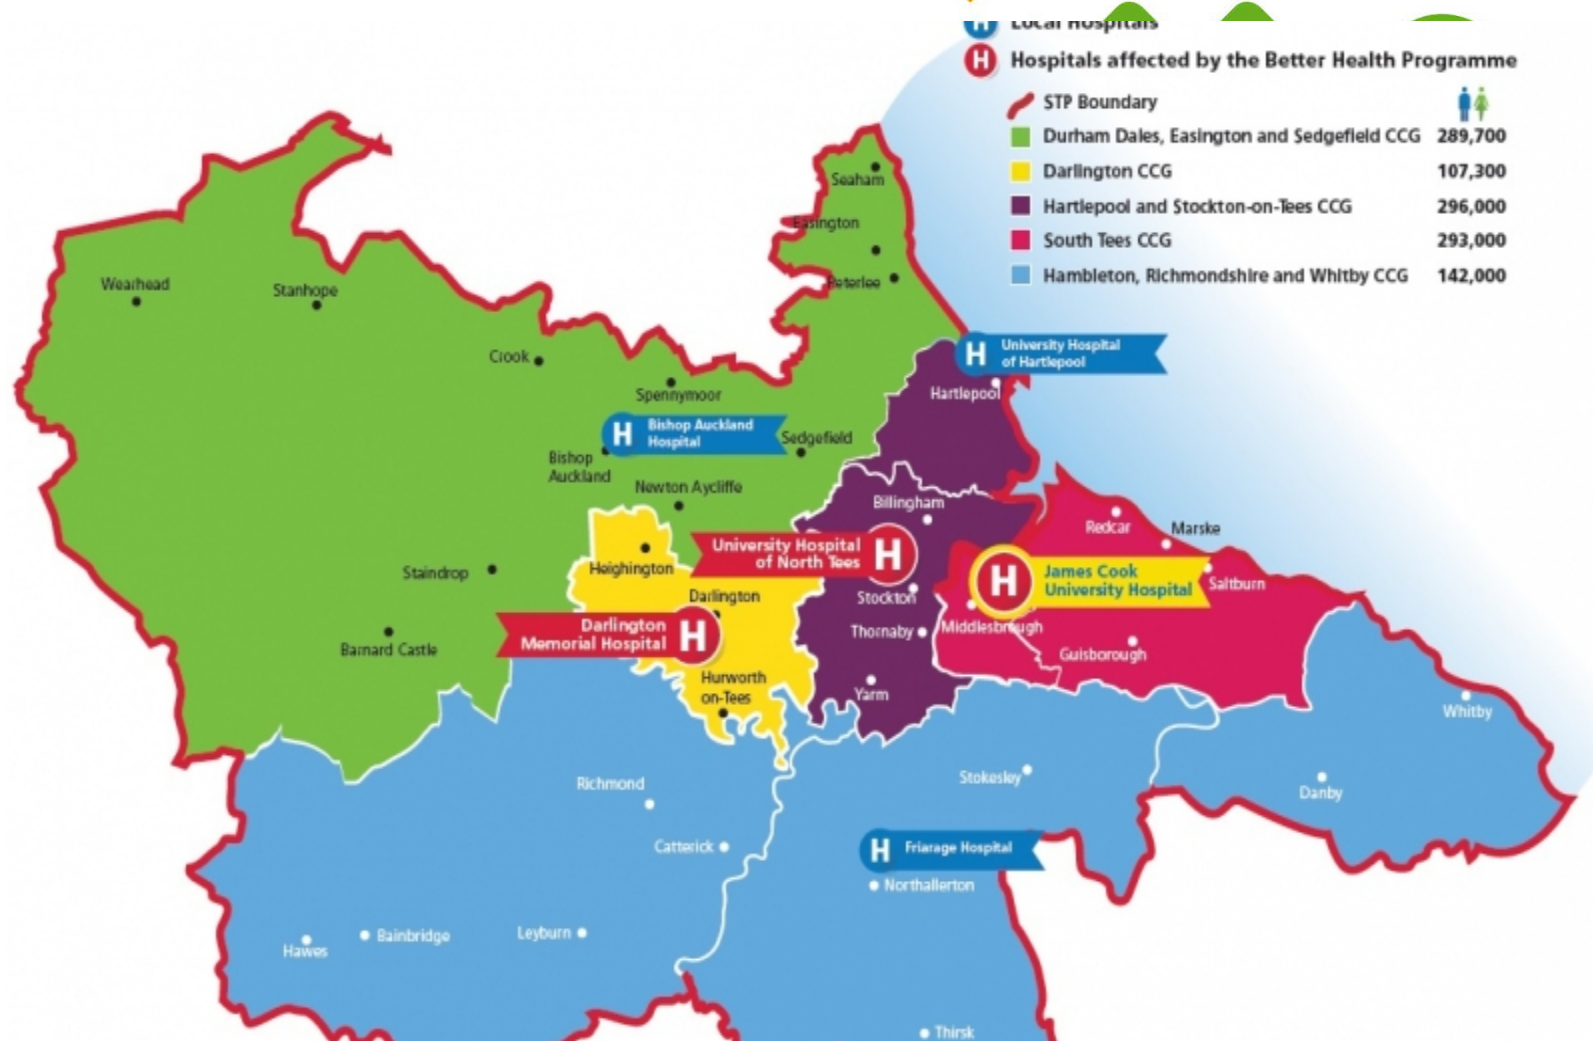 Local Hospitals
H Hospitals affected by the Better Health Programme
STP Boundary
Durham Dales, Easington and Sedgefield CCG 289,700
Darlington CCG 107,300
Hartlepool and Stockton-on-Tees CCG 296,000
South Tees CCG 293,000
Hambleton, Richmondshire and Whitby CCG 142,000
Seaham
Easington
Peterlee
Wearhead
Stanhope
Crook
Spennymoor
H University Hospital
of Hartlepool
Hartlepool
H Bishop Auckland
Hospital
Sedgefield
Bishop
Auckland
Newton Aycliffe
Billingham
Redcar
Marske
University Hospital
of North Tees H
H James Cook
University Hospital
Saltburn
Staindrop
Heighington
Darlington
Stockton
Darlington
Memorial Hospital H
Thornaby
Middlesbrough
Guisborough
Barnard Castle
Hurworth
on-Tees
Yarm
Whitby
Richmond
Stokesley
Danby
Catterick
H Friarage Hospital
Northallerton
Hawes
Bainbridge
Leyburn
Thirsk